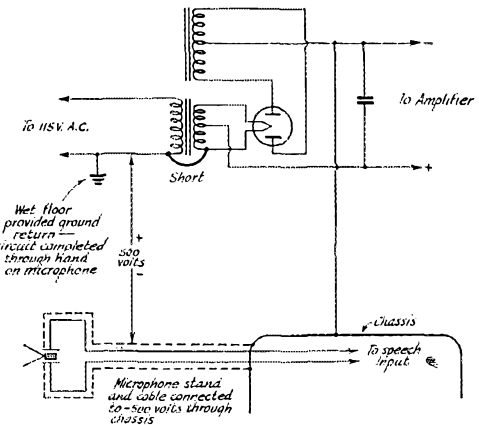 −
To Amplifier
To 115V. A.C.
+
Short
Wet floor
provided ground
return —
circuit completed
through hand
on microphone
+
500
volts
−
Chassis
To speech
input
Microphone stand
and cable connected
to -500 volts through
chassis